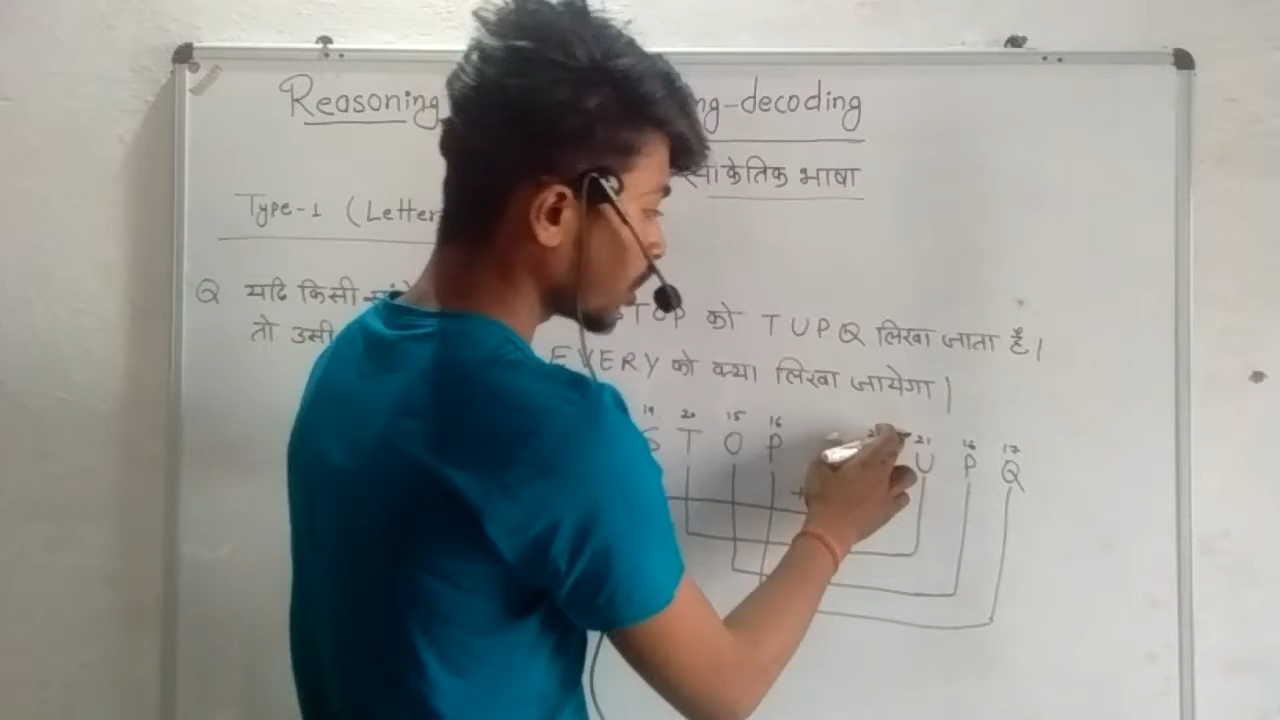 Reasoning ng-decoding
सांकेतिक भाषा
Type-1 (Letter
Q यदि किसी TOP को TUPQ लिखा जाता है।
तो उसी EVERY को क्या लिखा जायेगा।
19 20 15 16 21 16 17
S T O P U P Q